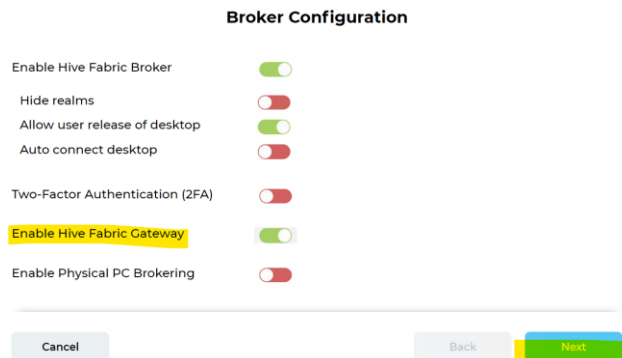 Broker Configuration
Enable Hive Fabric Broker
Hide realms
Allow user release of desktop
Auto connect desktop
Two-Factor Authentication (2FA)
Enable Hive Fabric Gateway
Enable Physical PC Brokering
Cancel
Back
Next